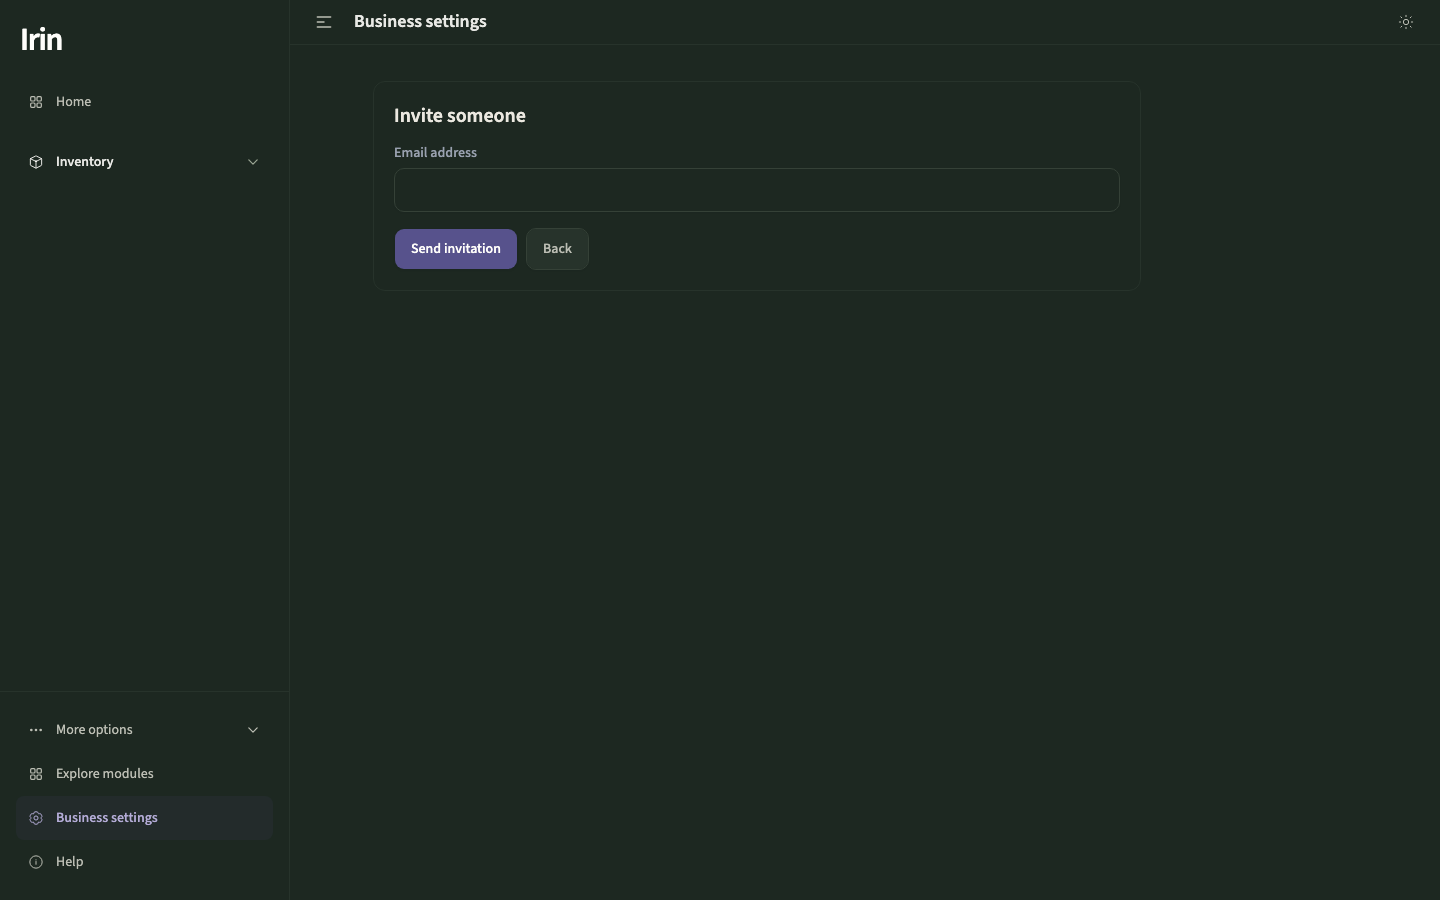 Irin
Home
Inventory
More options
Explore modules
Business settings
Help
Business settings
Invite someone
Email address
Send invitation
Back